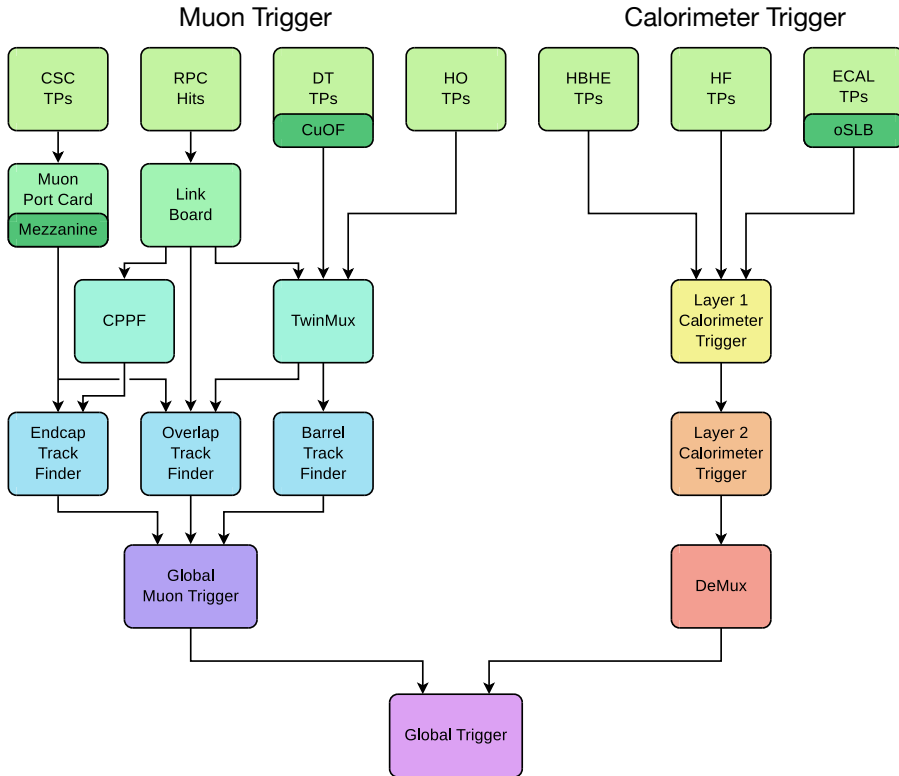 Muon Trigger
Calorimeter Trigger
CSC
TPs
RPC
Hits
DT
TPs
CuOF
HO
TPs
HBHE
TPs
HF
TPs
ECAL
TPs
oSLB
Muon
Port Card
Mezzanine
Link
Board
CPPF
TwinMux
Layer 1
Calorimeter
Trigger
Endcap
Track
Finder
Overlap
Track
Finder
Barrel
Track
Finder
Layer 2
Calorimeter
Trigger
Global
Muon Trigger
DeMux
Global Trigger